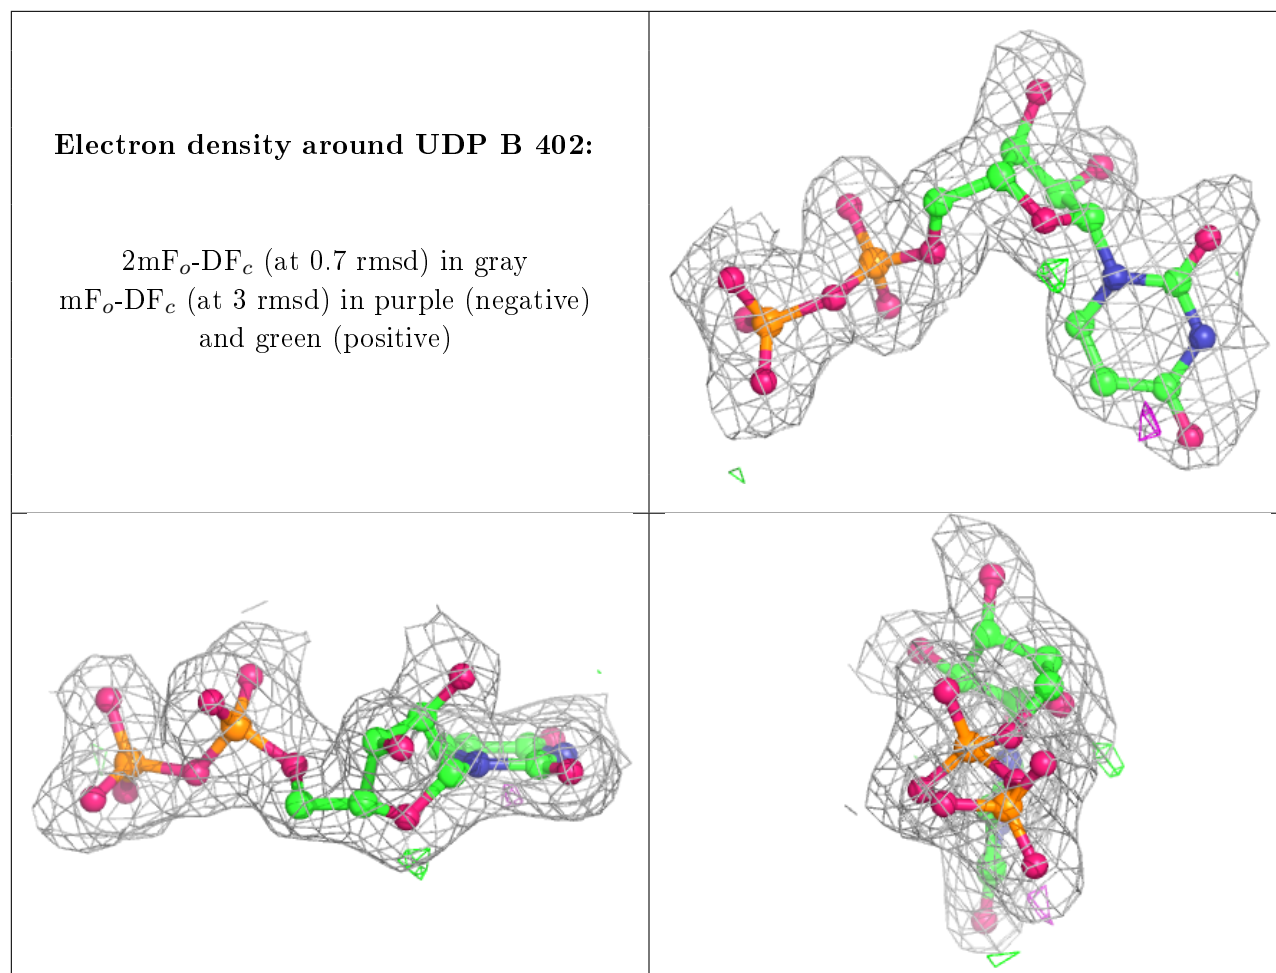 Electron density around UDP B 402:
2mFo-DFc (at 0.7 rmsd) in gray
mFo-DFc (at 3 rmsd) in purple (negative)
and green (positive)